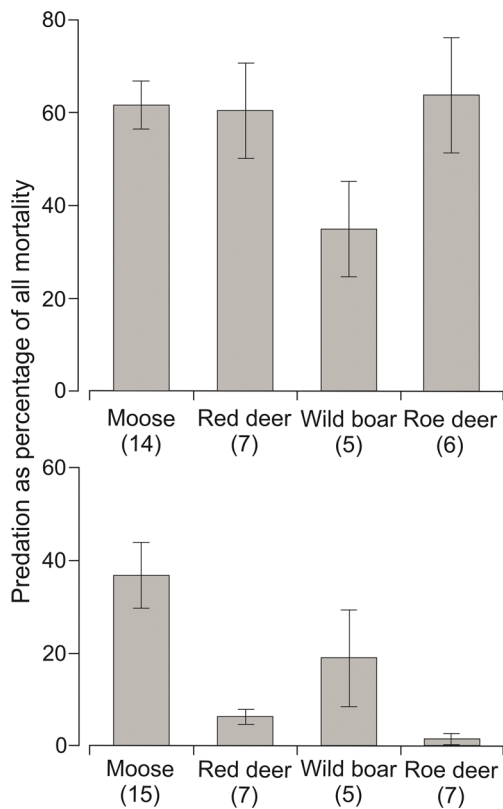 Predation as percentage of all mortality
80
60
40
20
0
Moose Red deer Wild boar Roe deer
(14) (7) (5) (6)
60
40
20
0
Moose Red deer Wild boar Roe deer
(15) (7) (5) (7)